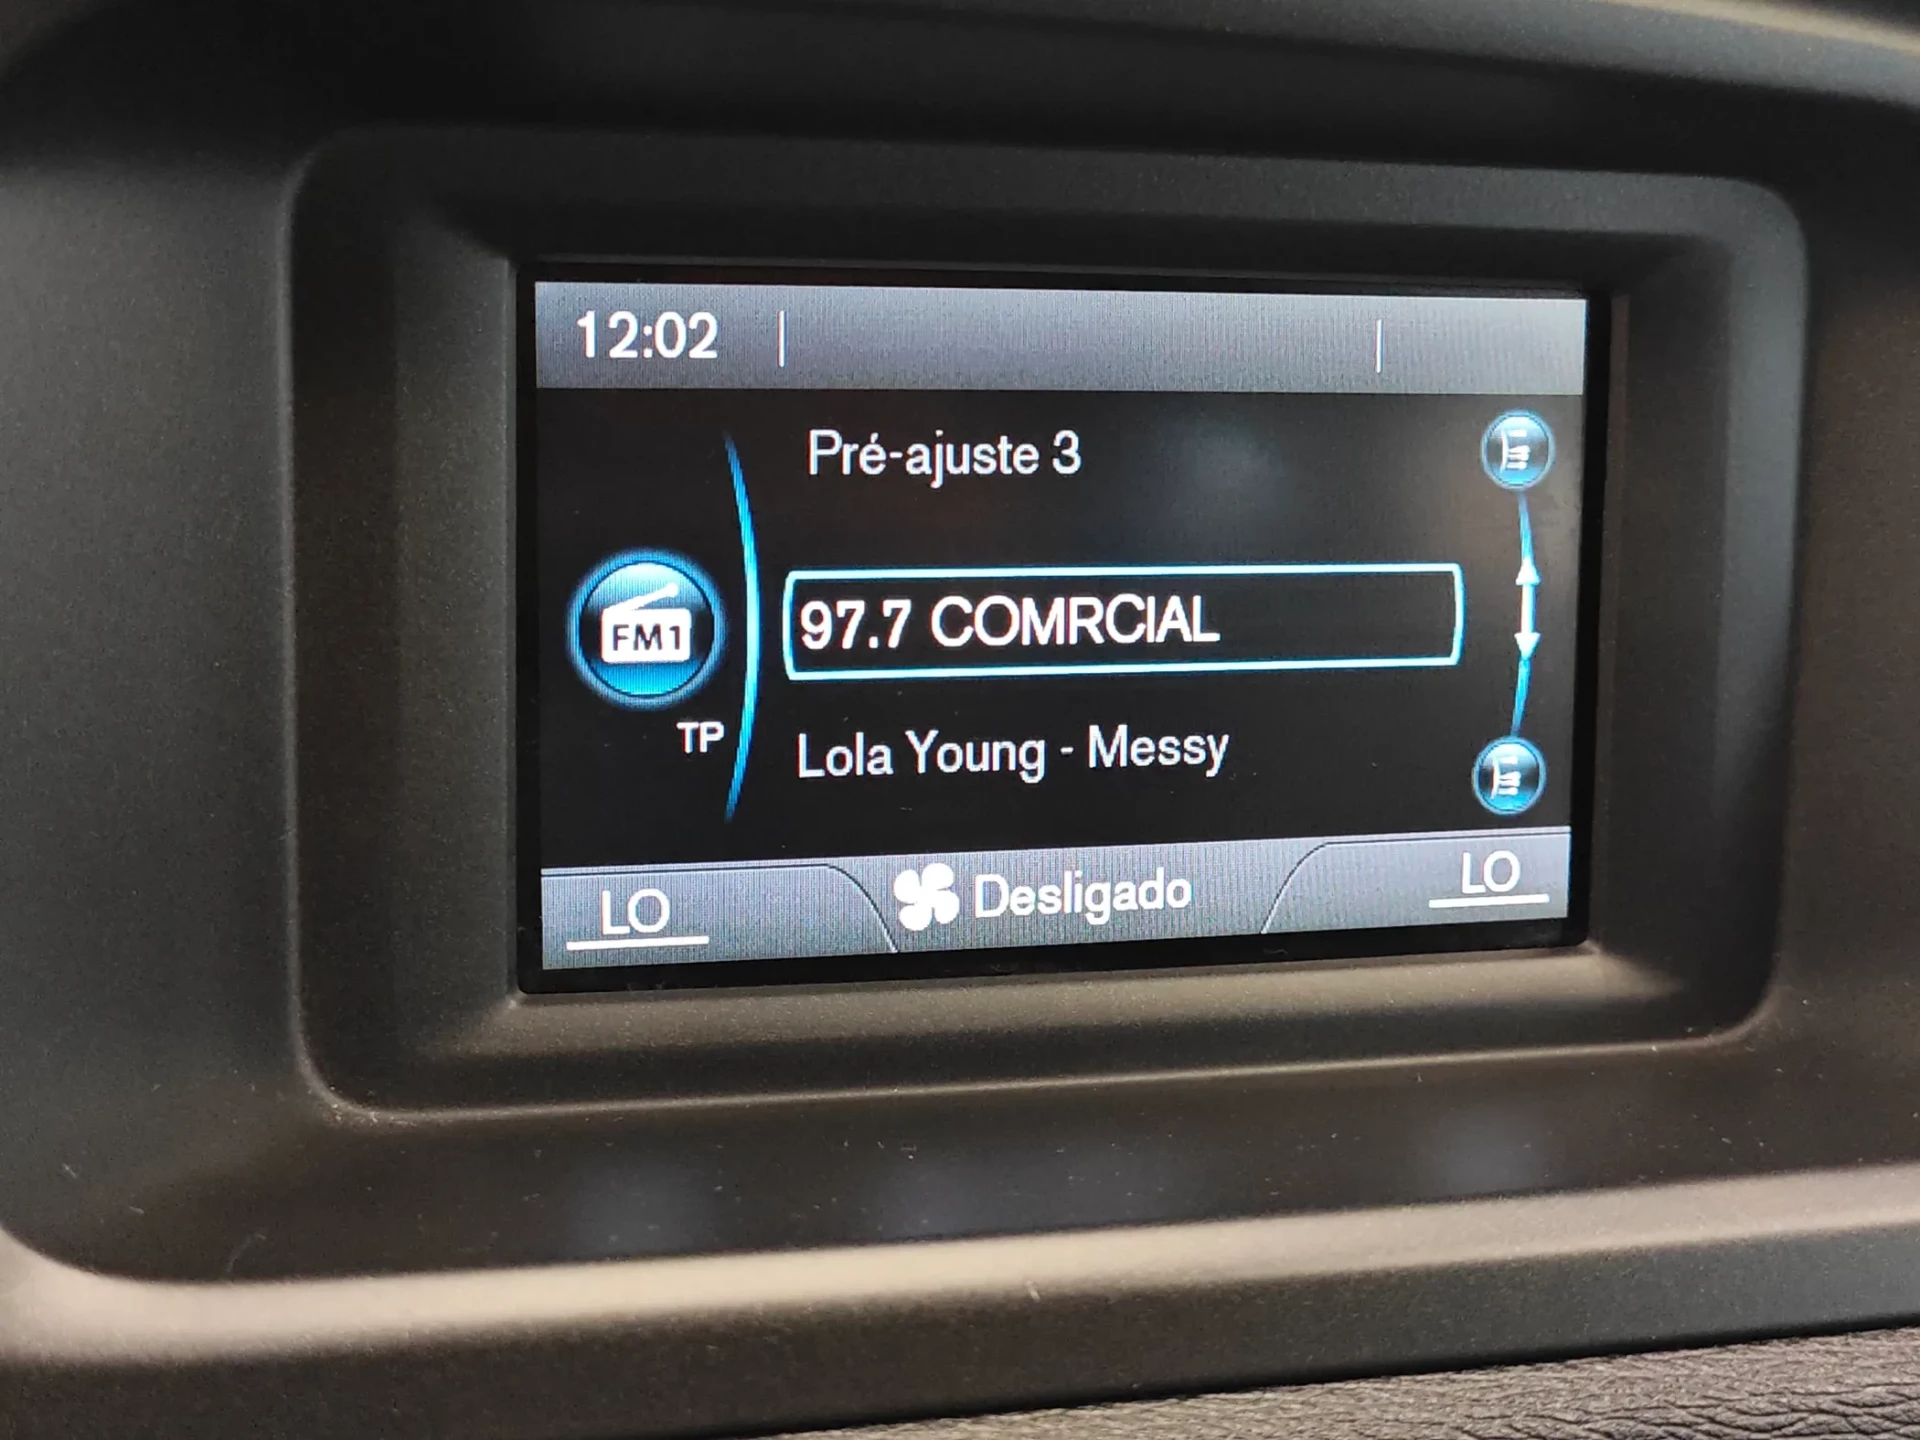 12:02
Pré-ajuste 3
FM1
97.7 COMRCIAL
TP
Lola Young - Messy
LO
Desligado
LO